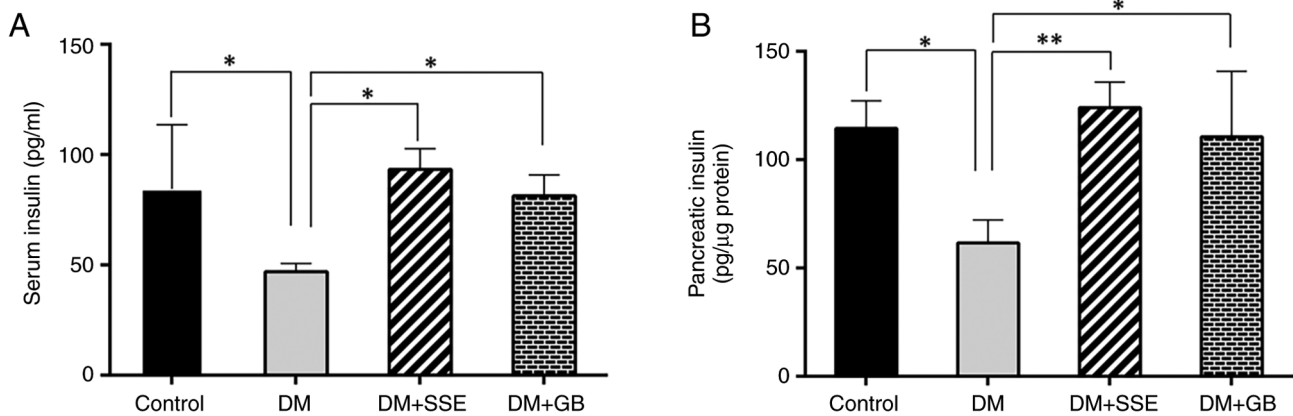 A
Serum insulin (pg/ml)
150
100
50
0
*
*
*
Control
DM
DM+SSE
DM+GB
B
Pancreatic insulin
(pg/µg protein)
150
100
50
0
*
*
**
Control
DM
DM+SSE
DM+GB